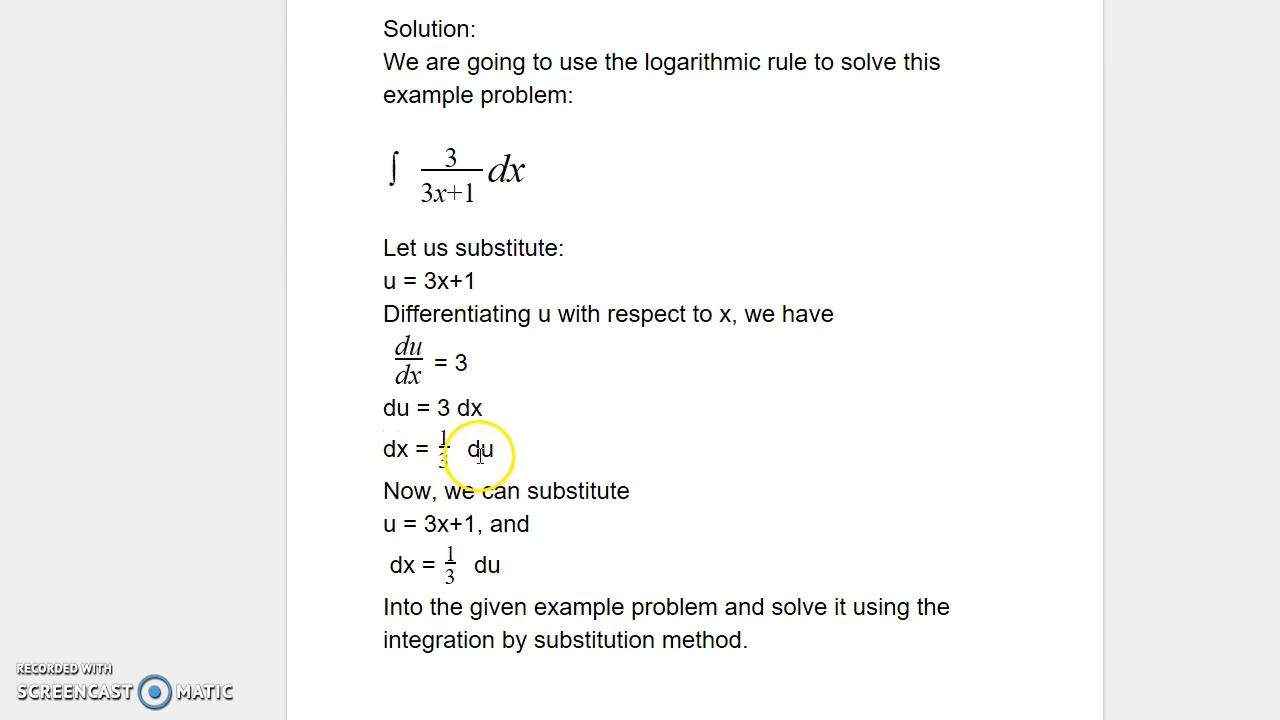 Solution:
We are going to use the logarithmic rule to solve this
example problem:
∫ 3/(3x+1) dx
Let us substitute:
u = 3x+1
Differentiating u with respect to x, we have
du/dx = 3
du = 3 dx
dx = 1/3 du
Now, we can substitute
u = 3x+1, and
dx = 1/3 du
Into the given example problem and solve it using the
integration by substitution method.
RECORDED WITH
SCREENCAST MATIC